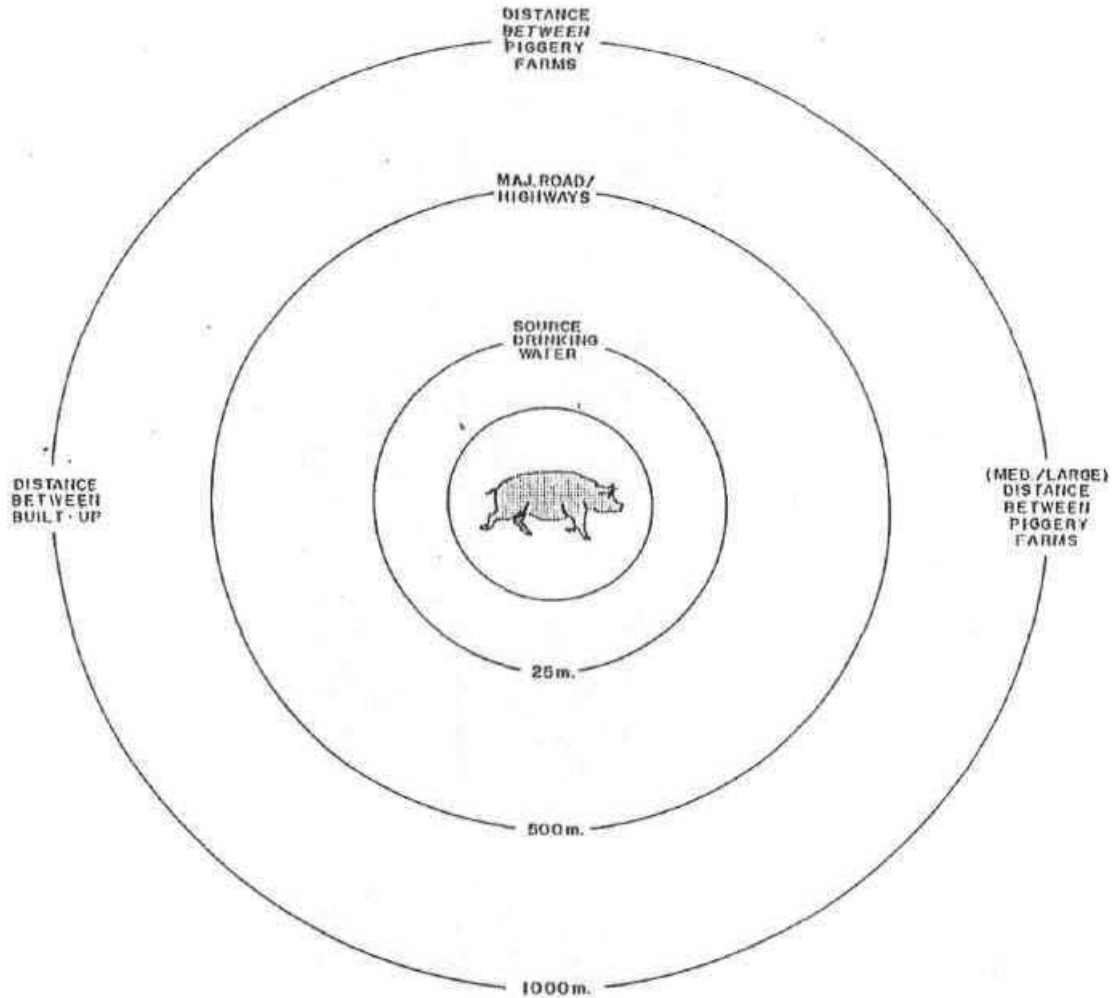 DISTANCE
BETWEEN
PIGGERY
FARMS
MAJ. ROAD/
HIGHWAYS
SOURCE
DRINKING
WATER
DISTANCE
BETWEEN
BUILT-UP
(MED./LARGE)
DISTANCE
BETWEEN
PIGGERY
FARMS
25m.
500m.
1000m.